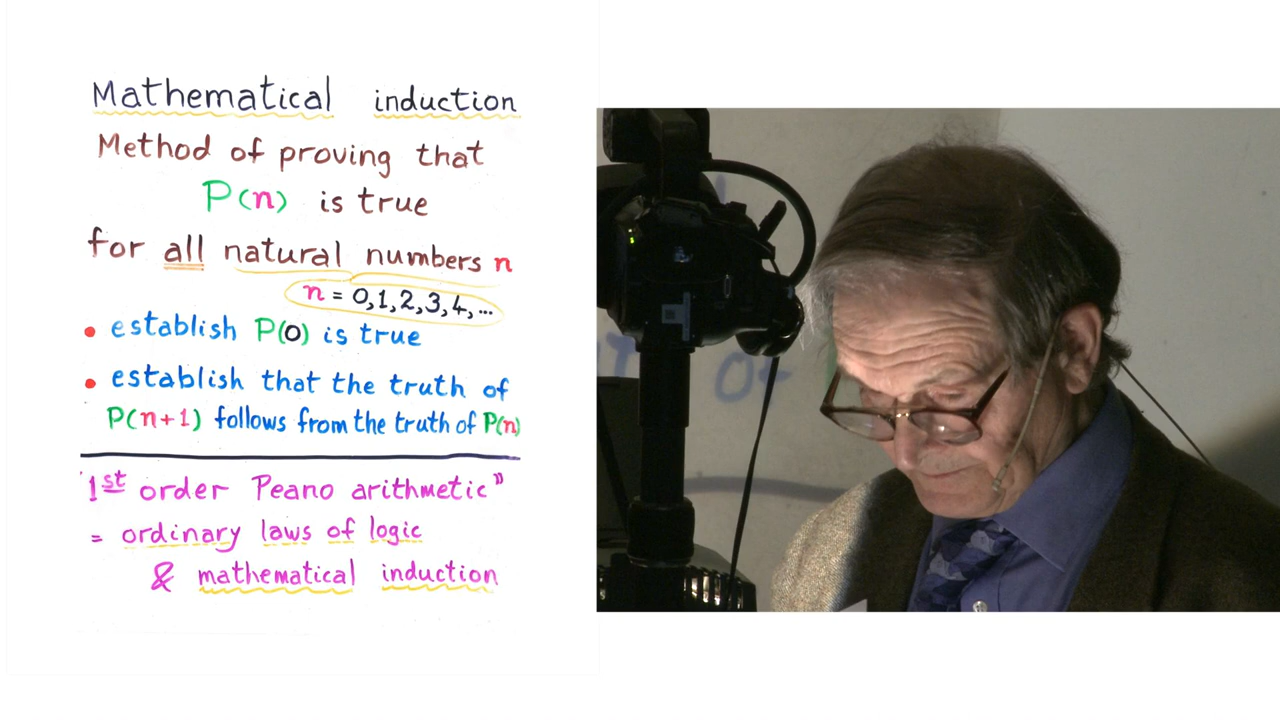 Mathematical induction
Method of proving that
P(n) is true
for all natural numbers n
n = 0,1,2,3,4,...
• establish P(0) is true
• establish that the truth of
P(n+1) follows from the truth of P(n)
"1st order Peano arithmetic"
= ordinary laws of logic
& mathematical induction
OF